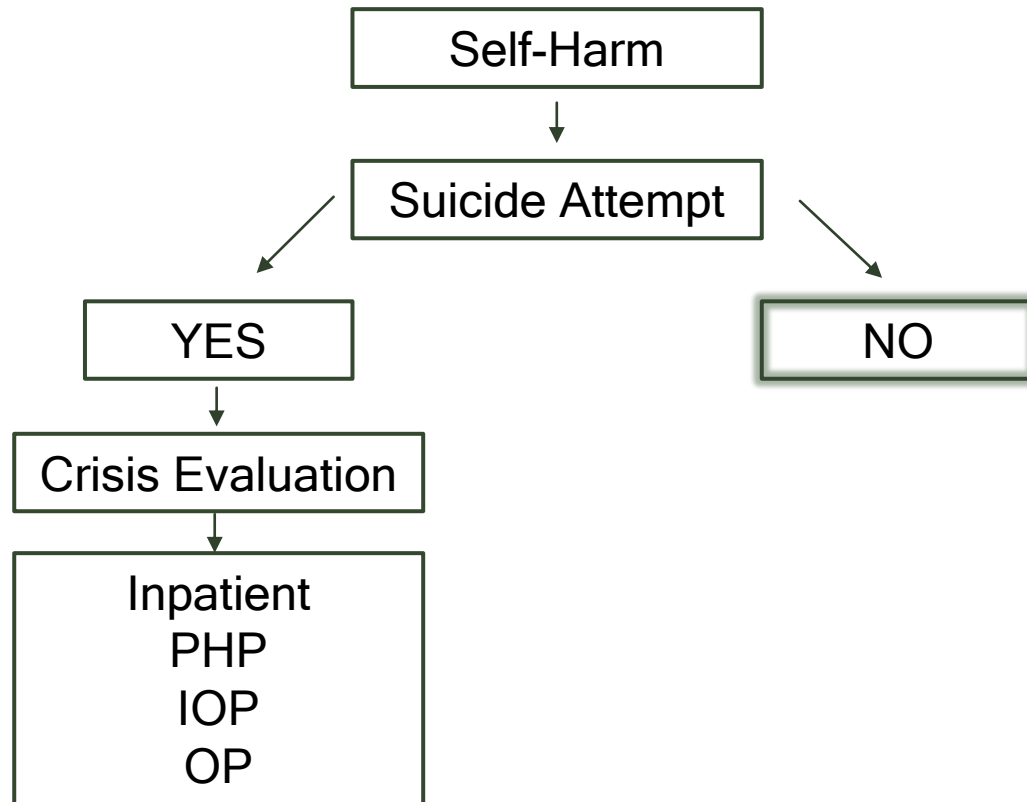 Self-Harm
Suicide Attempt
YES
NO
Crisis Evaluation
Inpatient
PHP
IOP
OP